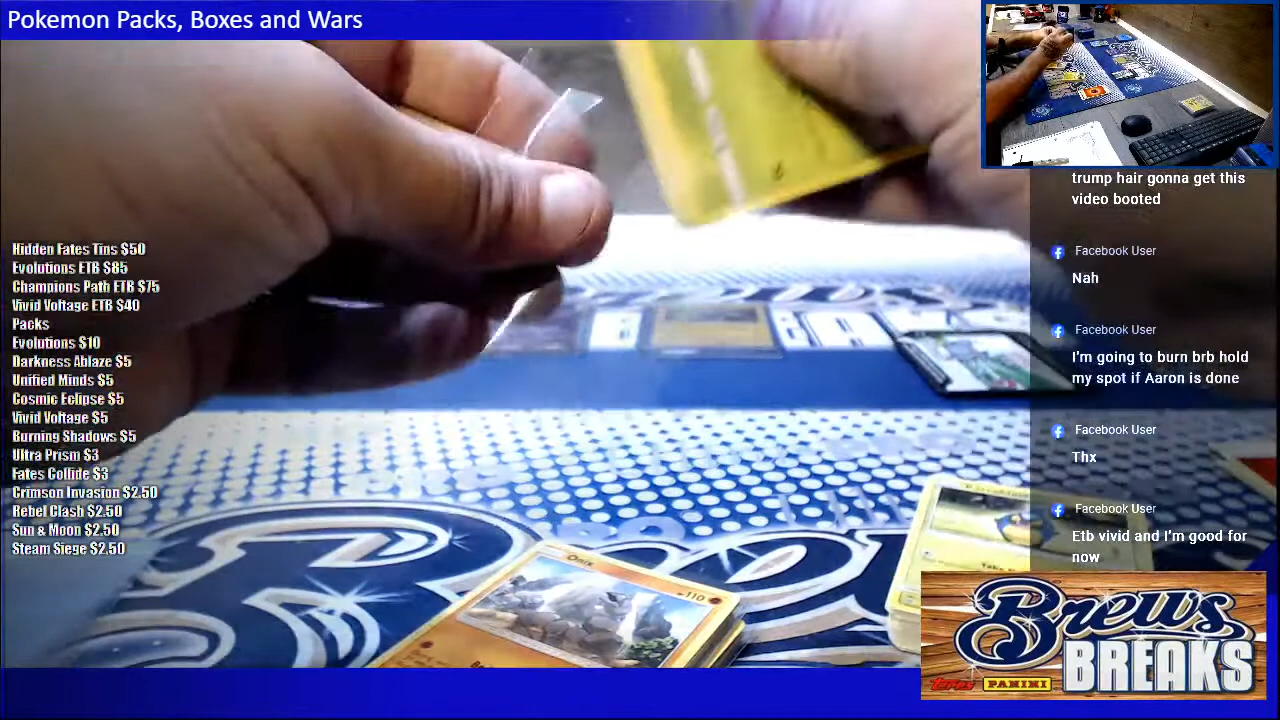 Pokemon Packs, Boxes and Wars
Hidden Fates Tins $50
Evolutions ETB $85
Champions Path ETB $75
Vivid Voltage ETB $40
Packs
Evolutions $10
Darkness Ablaze $5
Unified Minds $5
Cosmic Eclipse $5
Vivid Voltage $5
Burning Shadows $5
Ultra Prism $3
Fates Collide $3
Crimson Invasion $2.50
Rebel Clash $2.50
Sun & Moon $2.50
Steam Siege $2.50
trump hair gonna get this
video booted
Facebook User
Nah
Facebook User
I'm going to burn brb hold
my spot if Aaron is done
Facebook User
Thx
Facebook User
Etb vivid and I'm good for
now
Onix
110
Brews
BREAKS
Topps PANINI